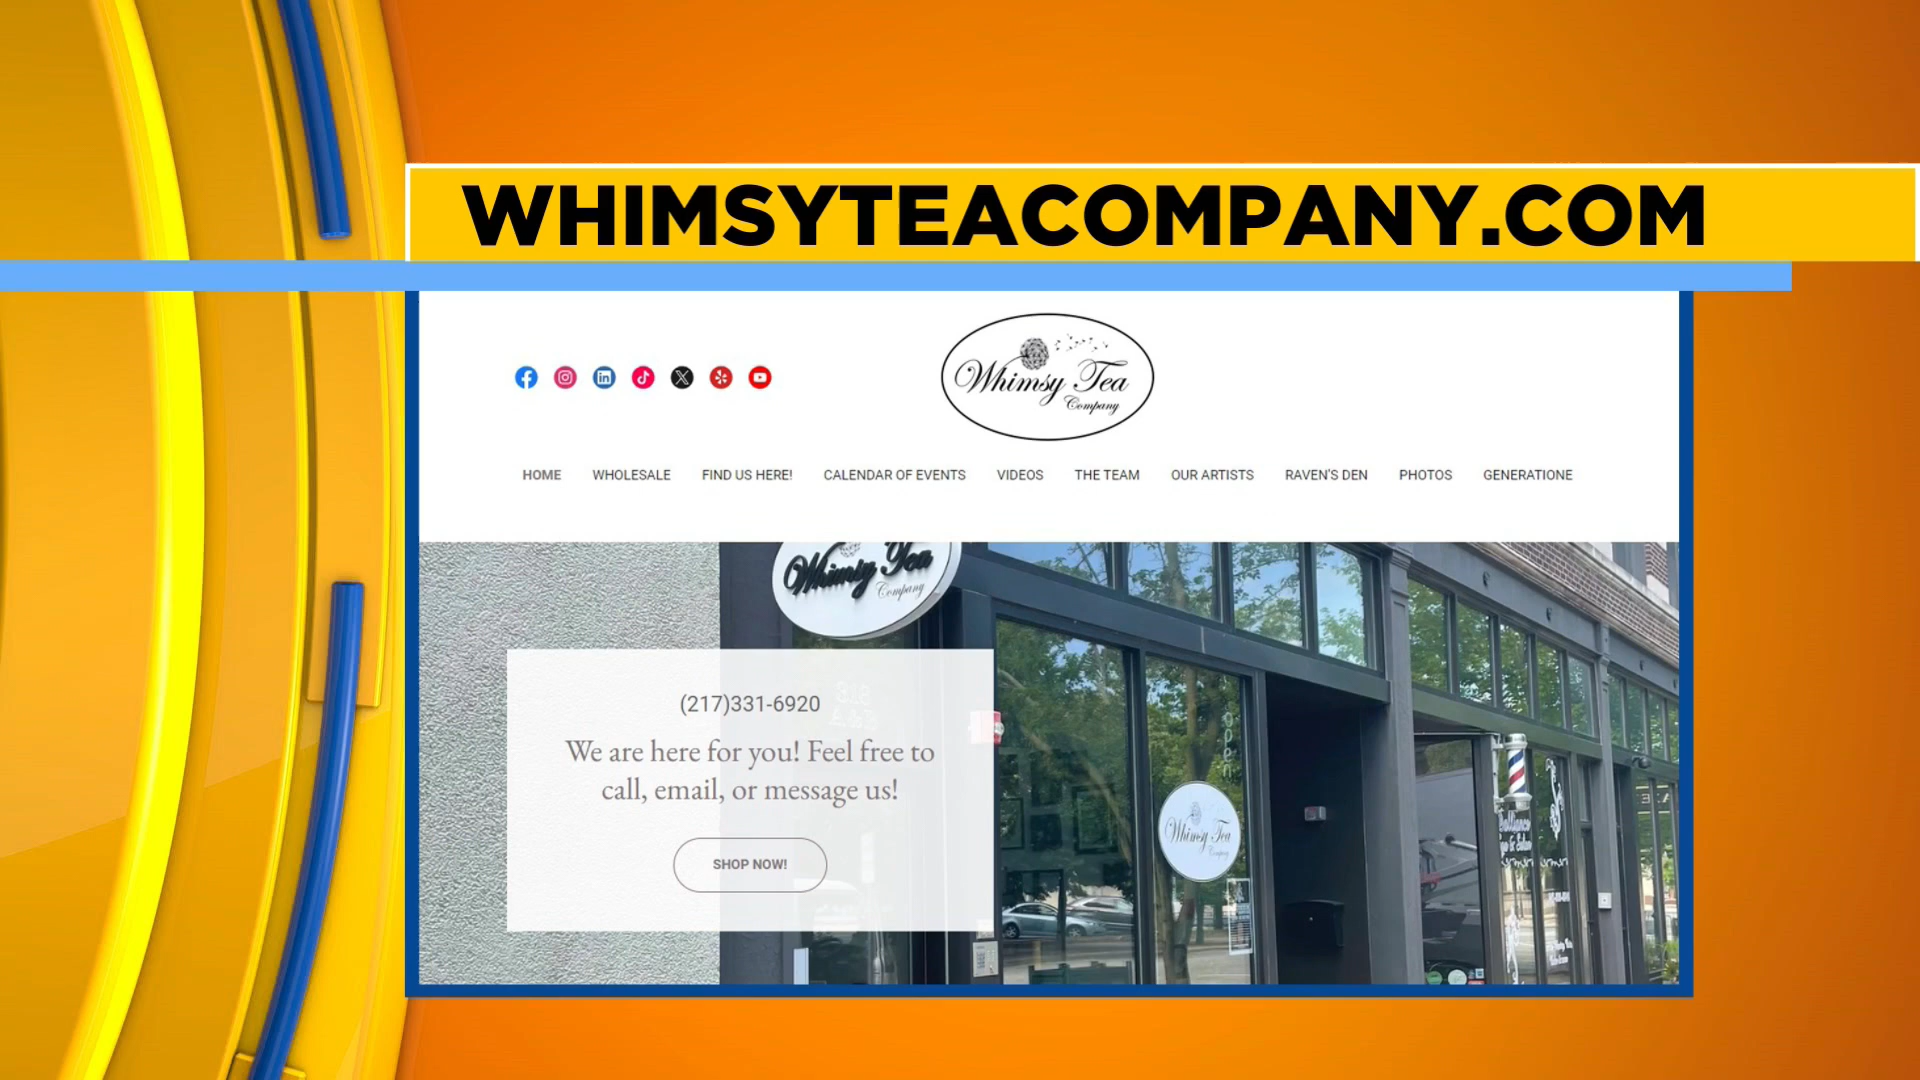 WHIMSYTEACOMPANY.COM
Whimsy Tea
Company
HOME WHOLESALE FIND US HERE! CALENDAR OF EVENTS VIDEOS THE TEAM OUR ARTISTS RAVEN'S DEN PHOTOS GENERATIONE
Whimsy Tea
Company
(217)331-6920
We are here for you! Feel free to
call, email, or message us!
SHOP NOW!
Whimsy Tea
Company